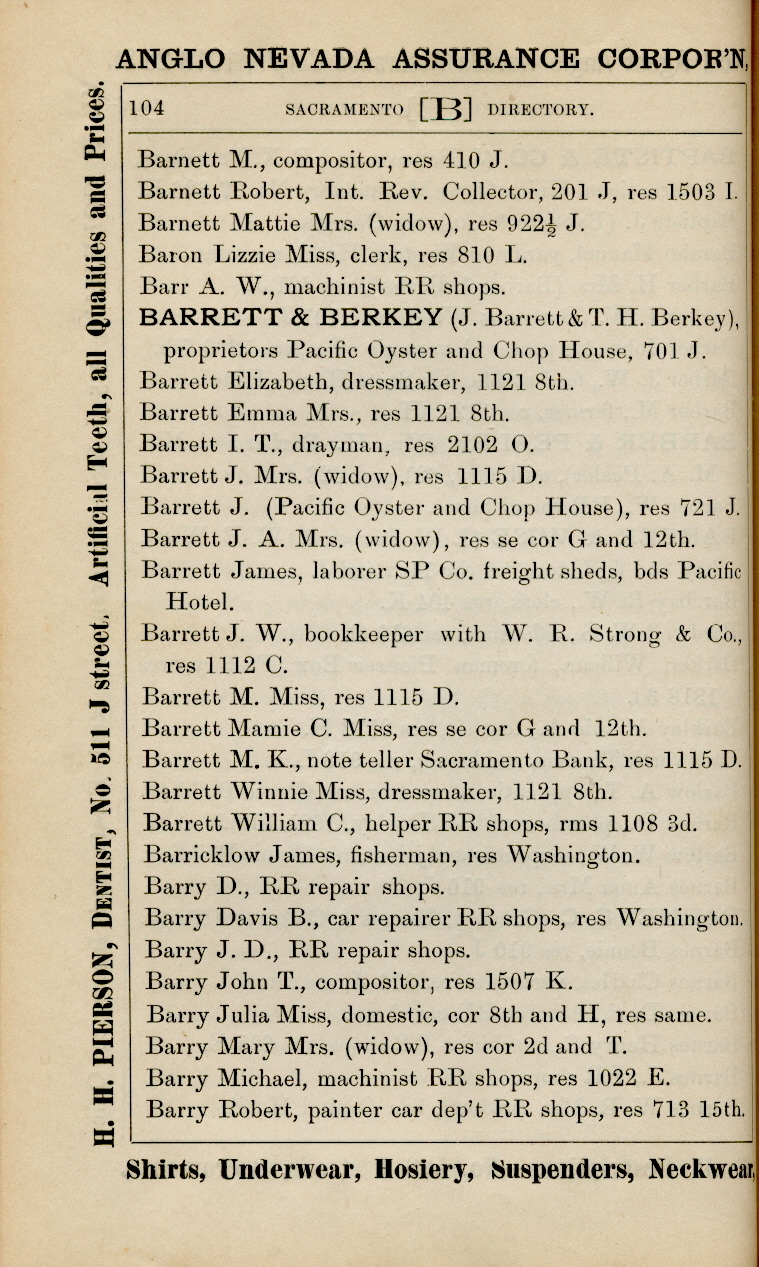 ANGLO NEVADA ASSURANCE CORPOR'N,
104 SACRAMENTO [B] DIRECTORY.
Barnett M., compositor, res 410 J.
Barnett Robert, Int. Rev. Collector, 201 J, res 1503 I.
Barnett Mattie Mrs. (widow), res 922½ J.
Baron Lizzie Miss, clerk, res 810 L.
Barr A. W., machinist RR shops.
BARRETT & BERKEY (J. Barrett & T. H. Berkey),
proprietors Pacific Oyster and Chop House, 701 J.
Barrett Elizabeth, dressmaker, 1121 8th.
Barrett Emma Mrs., res 1121 8th.
Barrett I. T., drayman, res 2102 O.
Barrett J. Mrs. (widow), res 1115 D.
Barrett J. (Pacific Oyster and Chop House), res 721 J.
Barrett J. A. Mrs. (widow), res se cor G and 12th.
Barrett James, laborer SP Co. freight sheds, bds Pacific
Hotel.
Barrett J. W., bookkeeper with W. R. Strong & Co.,
res 1112 C.
Barrett M. Miss, res 1115 D.
Barrett Mamie C. Miss, res se cor G and 12th.
Barrett M. K., note teller Sacramento Bank, res 1115 D.
Barrett Winnie Miss, dressmaker, 1121 8th.
Barrett William C., helper RR shops, rms 1108 3d.
Barricklow James, fisherman, res Washington.
Barry D., RR repair shops.
Barry Davis B., car repairer RR shops, res Washington.
Barry J. D., RR repair shops.
Barry John T., compositor, res 1507 K.
Barry Julia Miss, domestic, cor 8th and H, res same.
Barry Mary Mrs. (widow), res cor 2d and T.
Barry Michael, machinist RR shops, res 1022 E.
Barry Robert, painter car dep't RR shops, res 713 15th.
Shirts, Underwear, Hosiery, Suspenders, Neckwear,
H. H. PIERSON, DENTIST, No. 511 J street. Artificial Teeth, all Qualities and Prices.